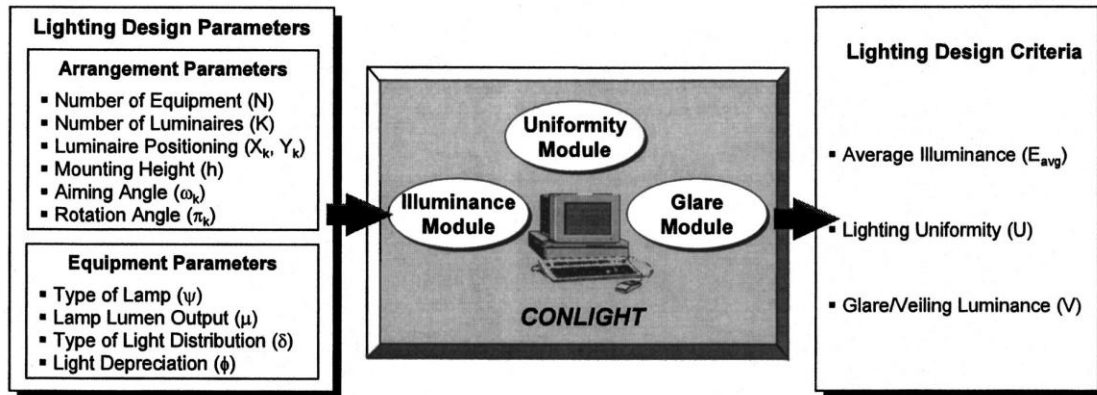 Lighting Design Parameters
Arrangement Parameters
▪ Number of Equipment (N)
▪ Number of Luminaires (K)
▪ Luminaire Positioning (Xₖ, Yₖ)
▪ Mounting Height (h)
▪ Aiming Angle (ωₖ)
▪ Rotation Angle (πₖ)
Equipment Parameters
▪ Type of Lamp (ψ)
▪ Lamp Lumen Output (μ)
▪ Type of Light Distribution (δ)
▪ Light Depreciation (ϕ)
Uniformity
Module
Illuminance
Module
Glare
Module
CONLIGHT
Lighting Design Criteria
▪ Average Illuminance (E_avg)
▪ Lighting Uniformity (U)
▪ Glare/Veiling Luminance (V)